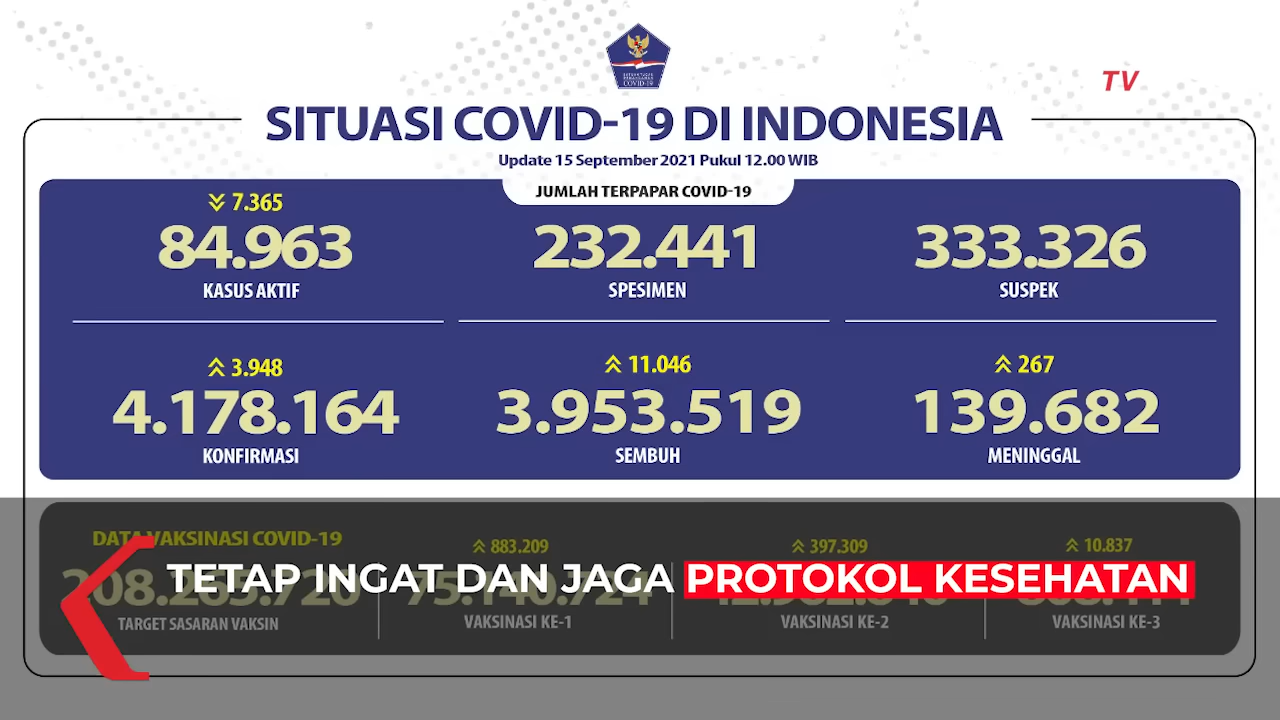 TV
SITUASI COVID-19 DI INDONESIA
Update 15 September 2021 Pukul 12.00 WIB
JUMLAH TERPAPAR COVID-19
7.365
84.963
KASUS AKTIF
232.441
SPESIMEN
333.326
SUSPEK
3.948
4.178.164
KONFIRMASI
11.046
3.953.519
SEMBUH
267
139.682
MENINGGAL
DATA VAKSINASI COVID-19
208.265.720
TARGET SASARAN VAKSIN
883.209
VAKSINASI KE-1
397.309
VAKSINASI KE-2
10.837
VAKSINASI KE-3
TETAP INGAT DAN JAGA PROTOKOL KESEHATAN